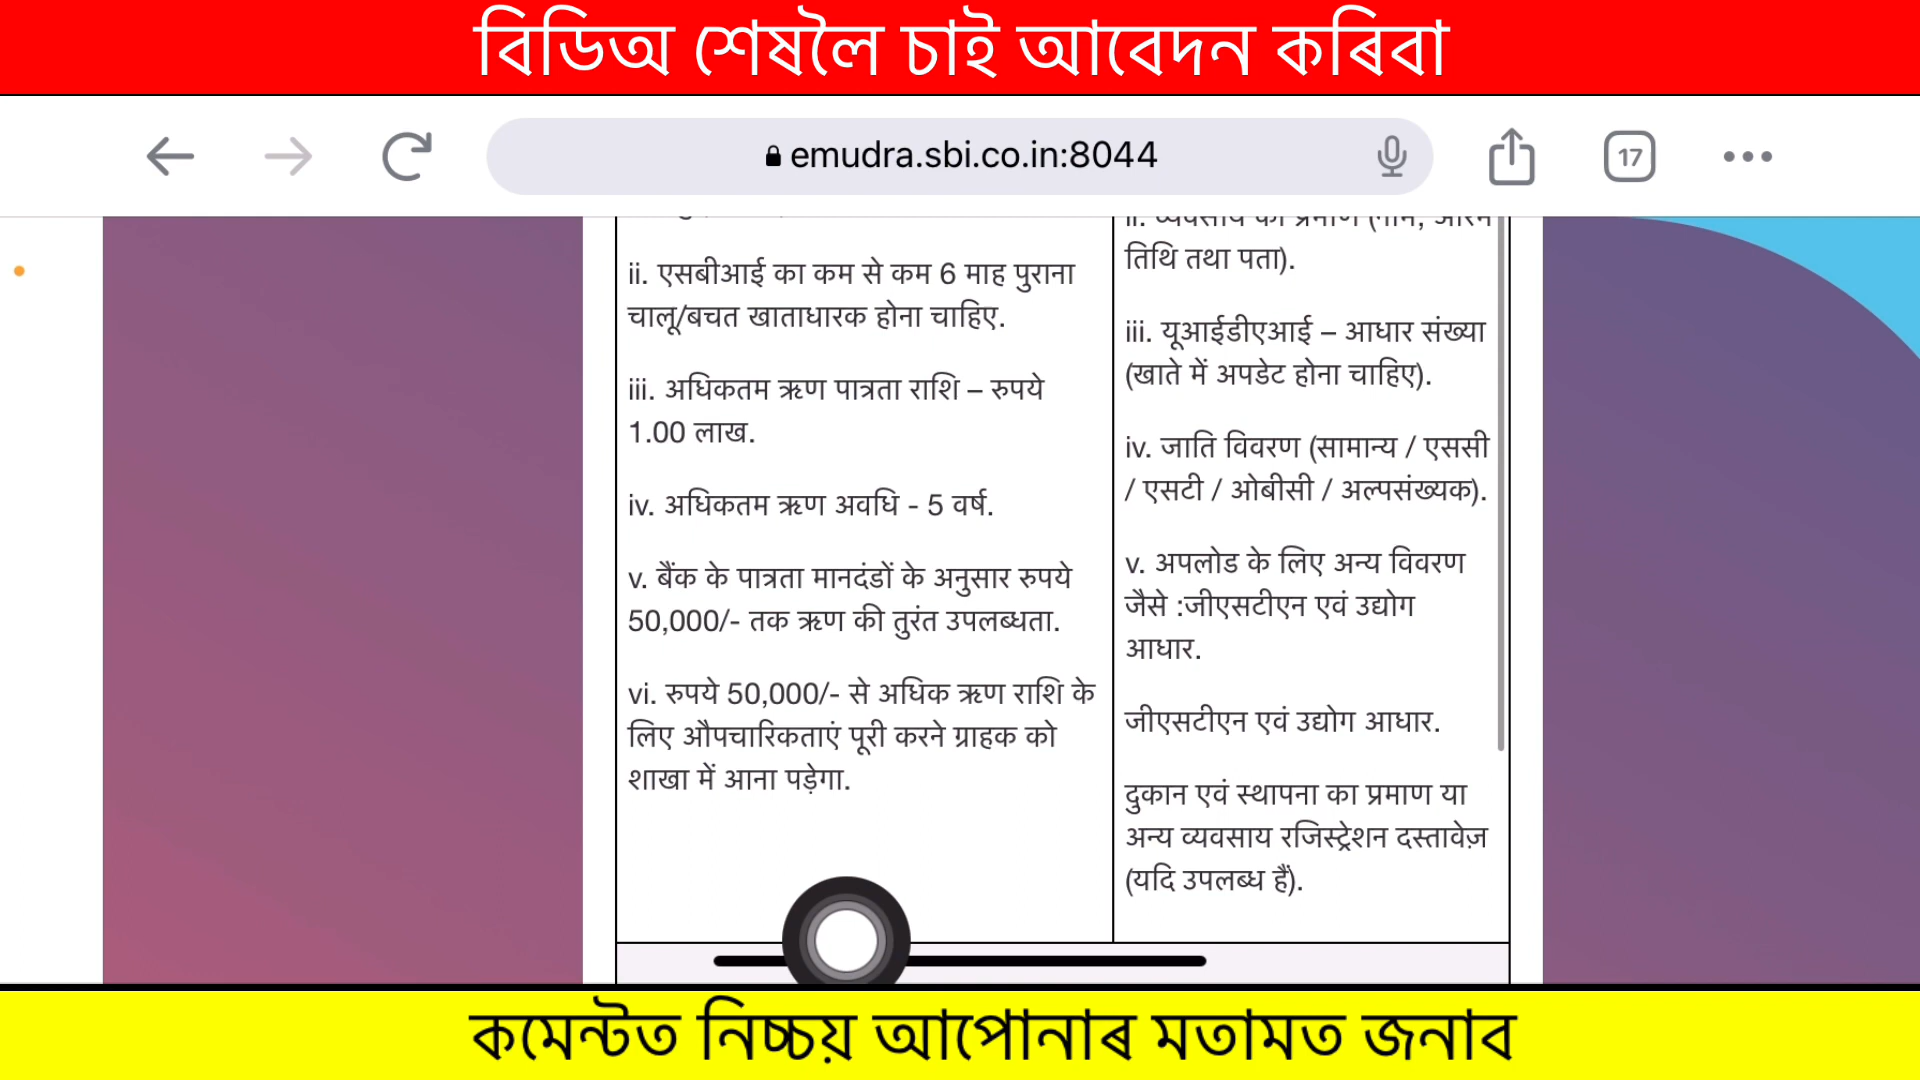 বিডিঅ শেষলৈ চাই আবেদন কৰিবা
emudra.sbi.co.in:8044
17
ii. एसबीआई का कम से कम 6 माह पुराना
चालू/बचत खाताधारक होना चाहिए.
iii. अधिकतम ऋण पात्रता राशि – रुपये
1.00 लाख.
iv. अधिकतम ऋण अवधि - 5 वर्ष.
v. बैंक के पात्रता मानदंडों के अनुसार रुपये
50,000/- तक ऋण की तुरंत उपलब्धता.
vi. रुपये 50,000/- से अधिक ऋण राशि के
लिए औपचारिकताएं पूरी करने ग्राहक को
शाखा में आना पड़ेगा.
ii. व्यवसाय का प्रमाण (नाम, आरंभ
तिथि तथा पता).
iii. यूआईडीएआई – आधार संख्या
(खाते में अपडेट होना चाहिए).
iv. जाति विवरण (सामान्य / एससी
/ एसटी / ओबीसी / अल्पसंख्यक).
v. अपलोड के लिए अन्य विवरण
जैसे :जीएसटीएन एवं उद्योग
आधार.
जीएसटीएन एवं उद्योग आधार.
दुकान एवं स्थापना का प्रमाण या
अन्य व्यवसाय रजिस्ट्रेशन दस्तावेज़
(यदि उपलब्ध हैं).
কমেন্টত নিচ্চয় আপোনাৰ মতামত জনাব